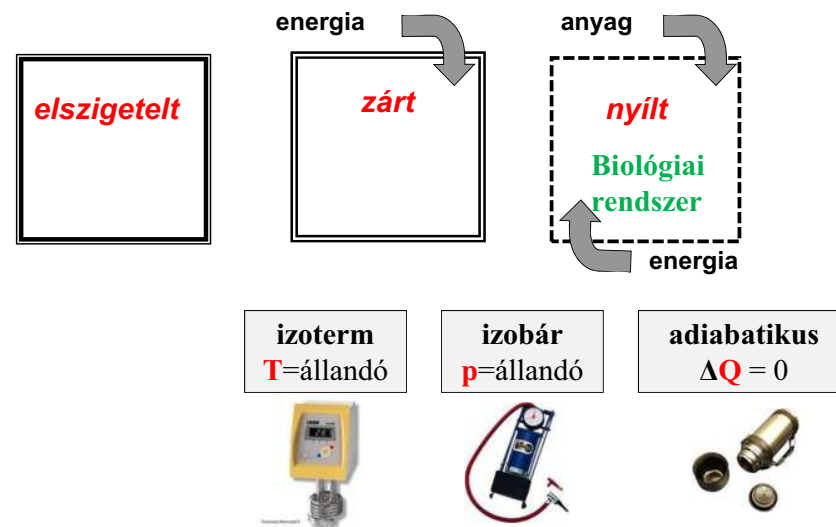 energia
anyag
elszigetelt
zárt
nyílt
Biológiai
rendszer
energia
izoterm
T=állandó
izobár
p=állandó
adiabatikus
ΔQ = 0